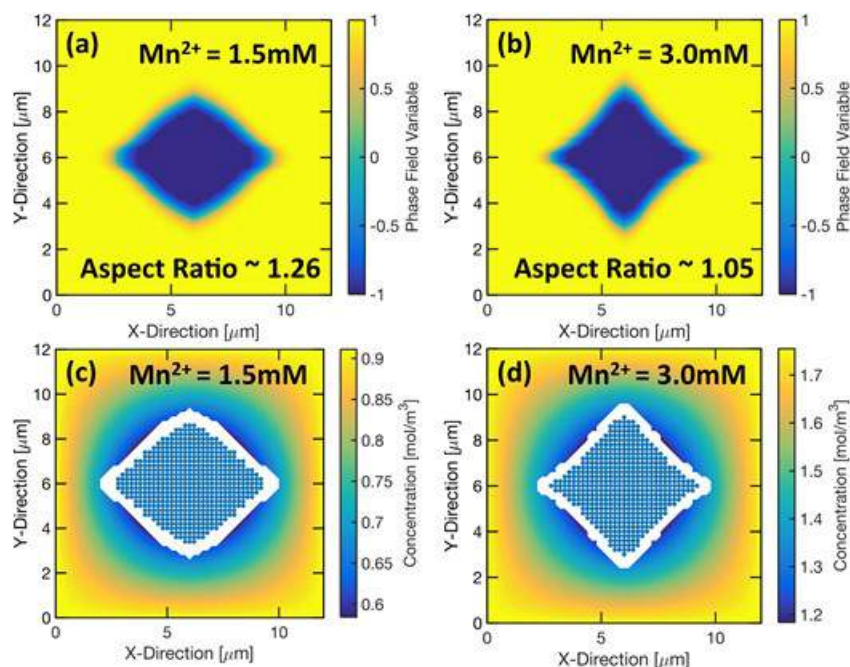 (a) Mn²⁺ = 1.5mM
Aspect Ratio ~ 1.26
12
10
8
6
4
2
0
Y-Direction [μm]
0 5 10
X-Direction [μm]
1
0.5
0
-0.5
-1
Phase Field Variable
(b) Mn²⁺ = 3.0mM
Aspect Ratio ~ 1.05
12
10
8
6
4
2
0
Y-Direction [μm]
0 5 10
X-Direction [μm]
1
0.5
0
-0.5
-1
Phase Field Variable
(c) Mn²⁺ = 1.5mM
12
10
8
6
4
2
0
Y-Direction [μm]
0 5 10
X-Direction [μm]
0.9
0.85
0.8
0.75
0.7
0.65
0.6
Concentration [mol/m³]
(d) Mn²⁺ = 3.0mM
12
10
8
6
4
2
0
Y-Direction [μm]
0 5 10
X-Direction [μm]
1.7
1.6
1.5
1.4
1.3
1.2
Concentration [mol/m³]